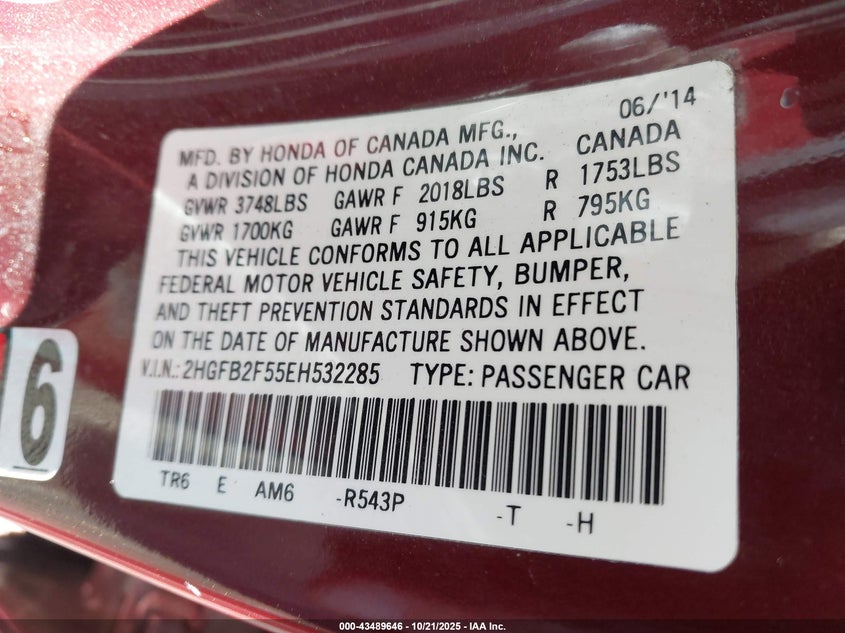 06/'14
MFD. BY HONDA OF CANADA MFG., CANADA
A DIVISION OF HONDA CANADA INC.
GVWR 3748LBS GAWR F 2018LBS R 1753LBS
GVWR 1700KG GAWR F 915KG R 795KG
THIS VEHICLE CONFORMS TO ALL APPLICABLE
FEDERAL MOTOR VEHICLE SAFETY, BUMPER,
AND THEFT PREVENTION STANDARDS IN EFFECT
ON THE DATE OF MANUFACTURE SHOWN ABOVE.
V.I.N.: 2HGFB2F55EH532285 TYPE: PASSENGER CAR
TR6 E AM6 -R543P -T -H
6
000-43489646 - 10/21/2025 - IAA Inc.